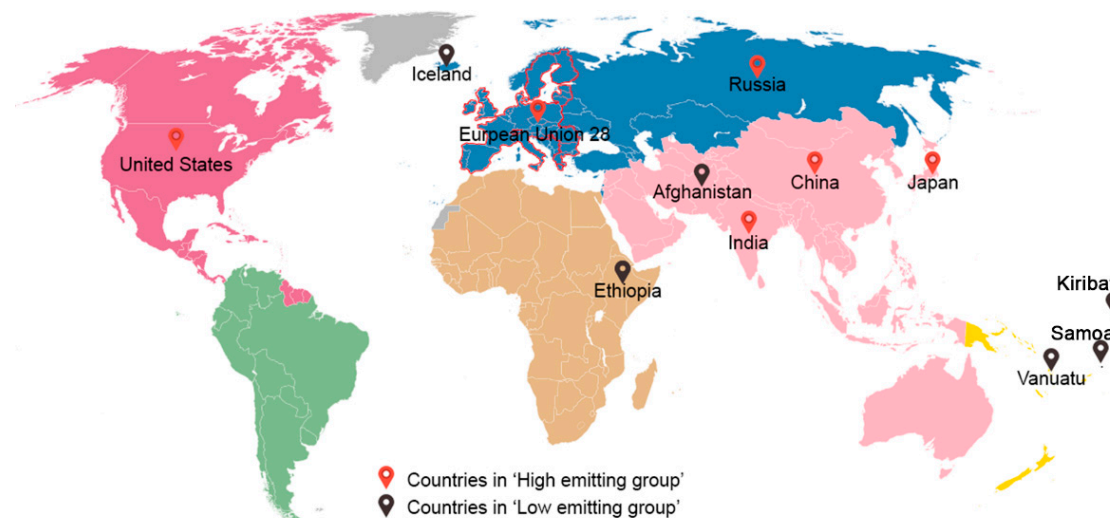 Iceland
Russia
Eurpean Union 28
United States
Afghanistan
China
Japan
India
Ethiopia
Kiribat
Samoa
Vanuatu
Countries in ‘High emitting group’
Countries in ‘Low emitting group’